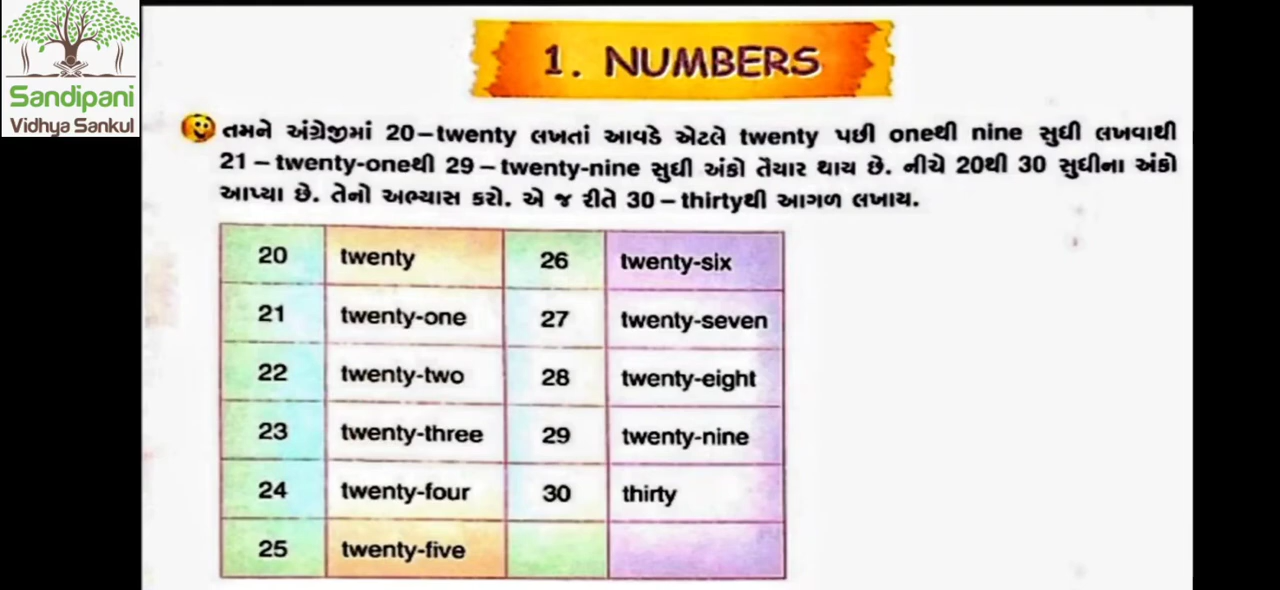 Sandipani
Vidhya Sankul
1. NUMBERS
તમને અંગ્રેજીમાં 20–twenty લખતાં આવડે એટલે twenty પછી oneથી nine સુધી લખવાથી
21 – twenty-oneથી 29 – twenty-nine સુધી અંકો તૈયાર થાય છે. નીચે 20થી 30 સુધીના અંકો
આપ્યા છે. તેનો અભ્યાસ કરો. એ જ રીતે 30 – thirtyથી આગળ લખાય.
20 twenty 26 twenty-six
21 twenty-one 27 twenty-seven
22 twenty-two 28 twenty-eight
23 twenty-three 29 twenty-nine
24 twenty-four 30 thirty
25 twenty-five